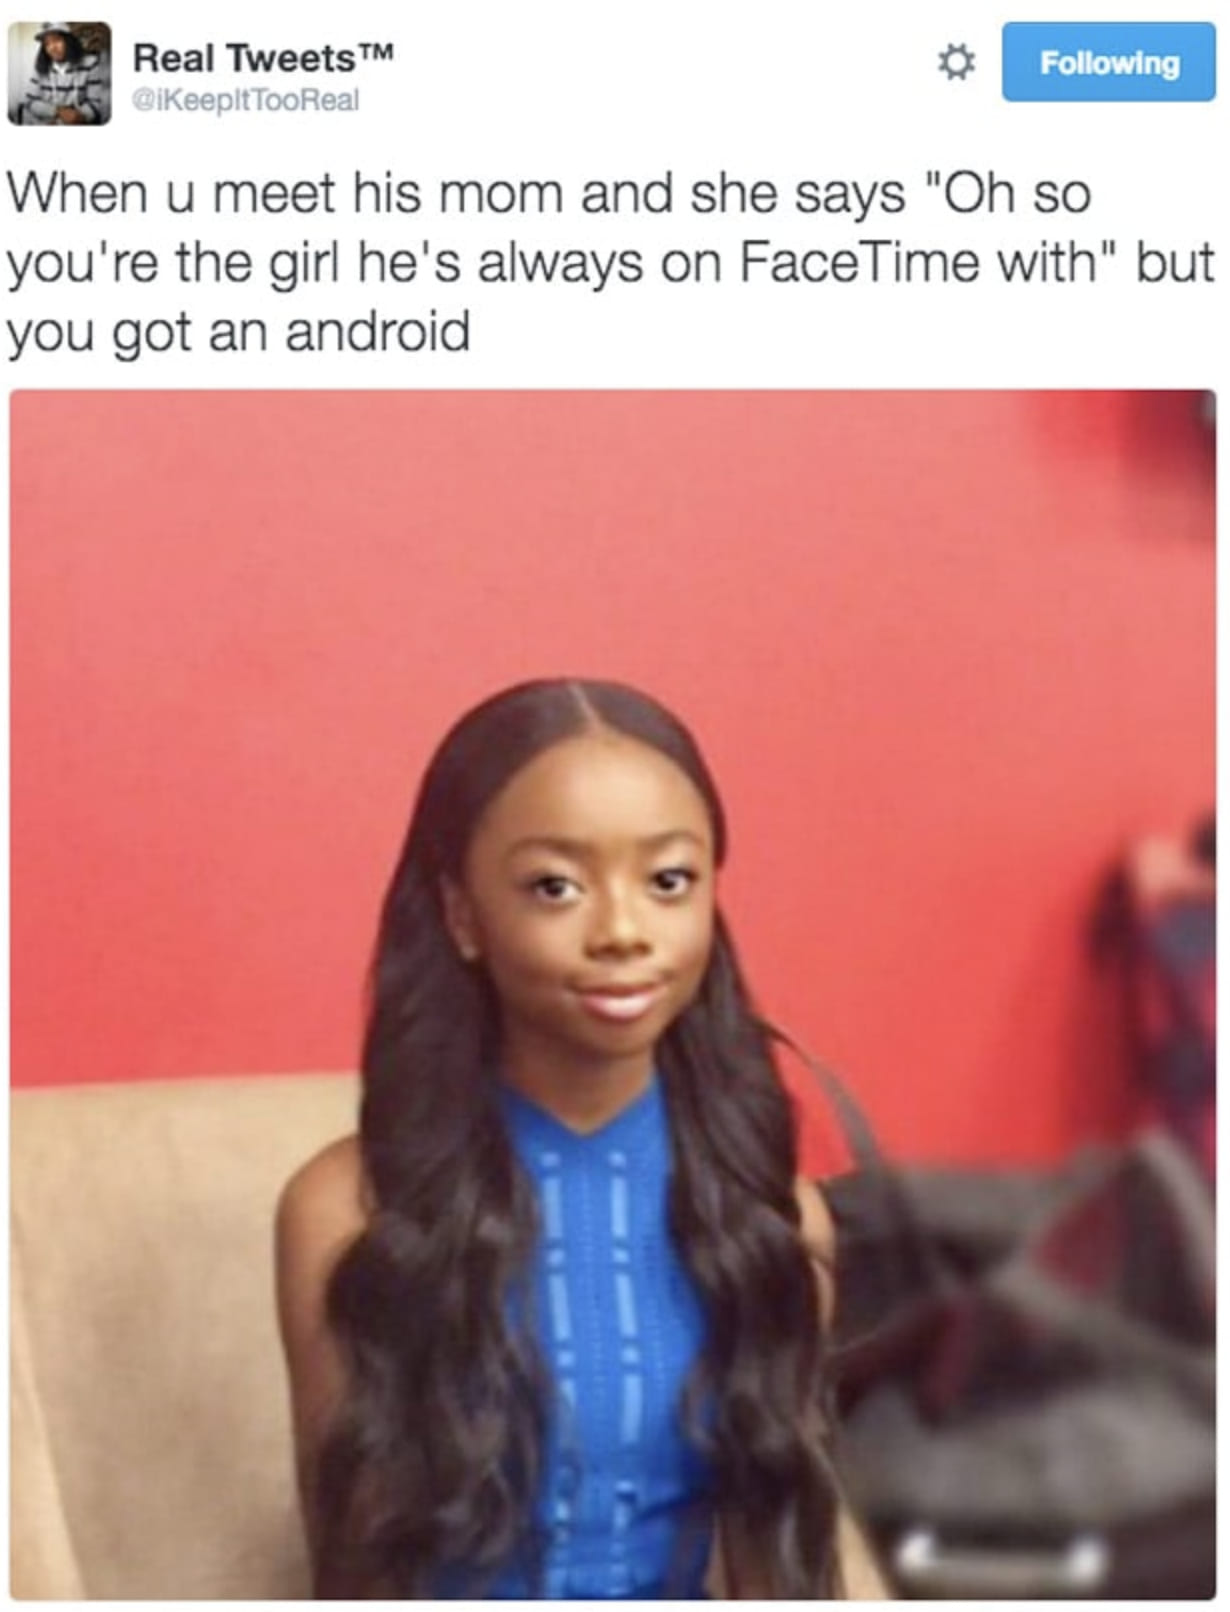 Real Tweets™
@iKeepItTooReal
Following
When u meet his mom and she says "Oh so
you're the girl he's always on FaceTime with" but
you got an android